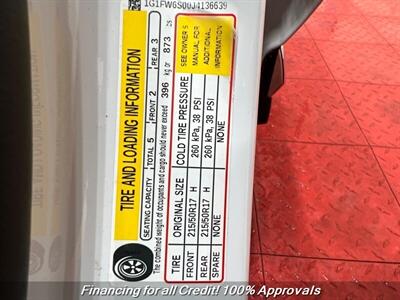 1G1FW6S00J4136639
TIRE AND LOADING INFORMATION
SEATING CAPACITY TOTAL 5 FRONT 2 REAR 3
The combined weight of occupants and cargo should never exceed 396 kg or 873 lbs
TIRE ORIGINAL SIZE COLD TIRE PRESSURE
FRONT 215/50R17 H 260 kPa, 38 PSI
REAR 215/50R17 H 260 kPa, 38 PSI
SPARE NONE NONE
SEE OWNER'S
MANUAL FOR
ADDITIONAL
INFORMATION
Financing for all Credit! 100% Approvals